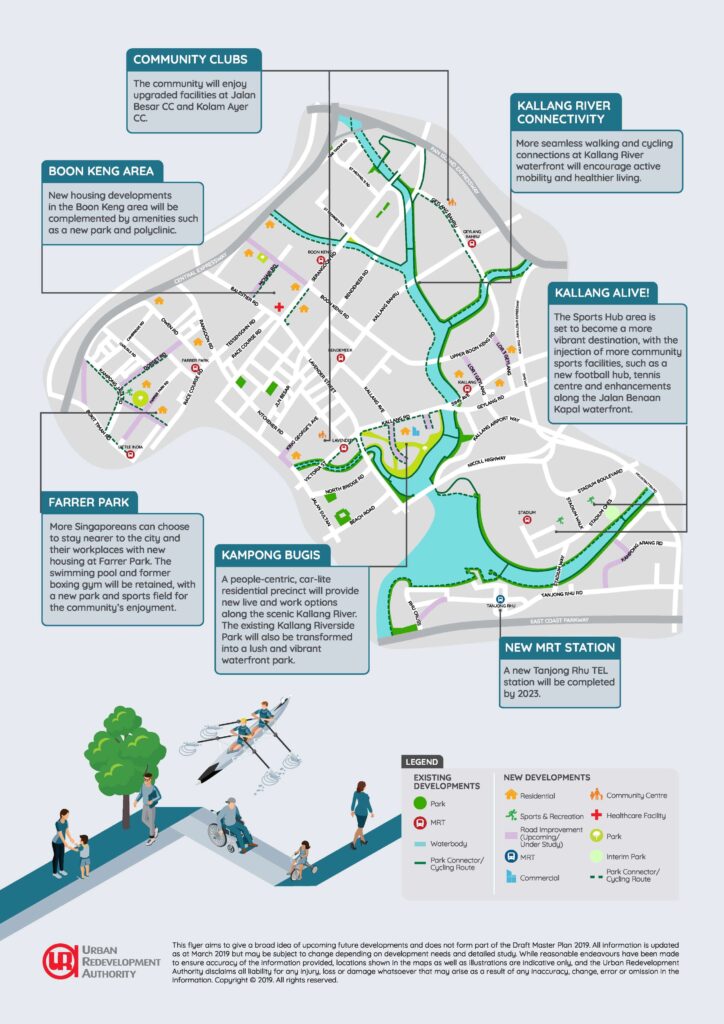 COMMUNITY CLUBS
The community will enjoy
upgraded facilities at Jalan
Besar CC and Kolam Ayer
CC.
KALLANG RIVER
CONNECTIVITY
More seamless walking and cycling
connections at Kallang River
waterfront will encourage active
mobility and healthier living.
BOON KENG AREA
New housing developments
in the Boon Keng area will be
complemented by amenities such
as a new park and polyclinic.
KALLANG ALIVE!
The Sports Hub area is
set to become a more
vibrant destination, with the
injection of more community
sports facilities, such as a
new football hub, tennis
centre and enhancements
along the Jalan Benaan
Kapal waterfront.
PAN ISLAND EXPRESSWAY
CENTRAL EXPRESSWAY
GEYLANG
BAHRU
BOON KENG
SERANGOON RD
BENDEMEER RD
KALLANG BAHRU
BALESTIER RD
BOON KENG RD
TESSENSOHN RD
RACE COURSE RD
OWEN RD
RANGOON RD
FARRER PARK
RACE COURSE RD
BENDEMEER
UPPER BOON KENG RD
LAVENDER STREET
KALLANG AVE
JLN BESAR
KITCHENER RD
KING GEORGE'S AVE
KALLANG
SIMS AVE
GEYLANG RD
KALLANG RD
KALLANG AIRPORT WAY
LAVENDER
NICOLL HIGHWAY
LITTLE INDIA
BUKIT TIMAH RD
VICTORIA ST
NORTH BRIDGE RD
JALAN SULTAN
BEACH ROAD
STADIUM BOULEVARD
STADIUM
STADIUM WALK
STADIUM CRES
STADIUM WAY
KAMPONG ARANG RD
TANJONG RHU RD
TANJONG RHU
EAST COAST PARKWAY
FARRER PARK
More Singaporeans can choose
to stay nearer to the city and
their workplaces with new
housing at Farrer Park. The
swimming pool and former
boxing gym will be retained, with
a new park and sports field for
the community's enjoyment.
KAMPONG BUGIS
A people-centric, car-lite
residential precinct will provide
new live and work options
along the scenic Kallang River.
The existing Kallang Riverside
Park will also be transformed
into a lush and vibrant
waterfront park.
NEW MRT STATION
A new Tanjong Rhu TEL
station will be completed
by 2023.
LEGEND
EXISTING
DEVELOPMENTS
Park
MRT
Waterbody
Park Connector/
Cycling Route
NEW DEVELOPMENTS
Residential
Sports & Recreation
Road Improvement
(Upcoming/
Under Study)
MRT
Commercial
Community Centre
Healthcare Facility
Park
Interim Park
Park Connector/
Cycling Route
URBAN
REDEVELOPMENT
AUTHORITY
This flyer aims to give a broad idea of upcoming future developments and does not form part of the Draft Master Plan 2019. All information is updated
as at March 2019 but may be subject to change depending on development needs and detailed study. While reasonable endeavours have been made
to ensure accuracy of the information provided, locations shown in the maps as well as illustrations are indicative only, and the Urban Redevelopment
Authority disclaims all liability for any injury, loss or damage whatsoever that may arise as a result of any inaccuracy, change, error or omission in the
information. Copyright © 2019. All rights reserved.